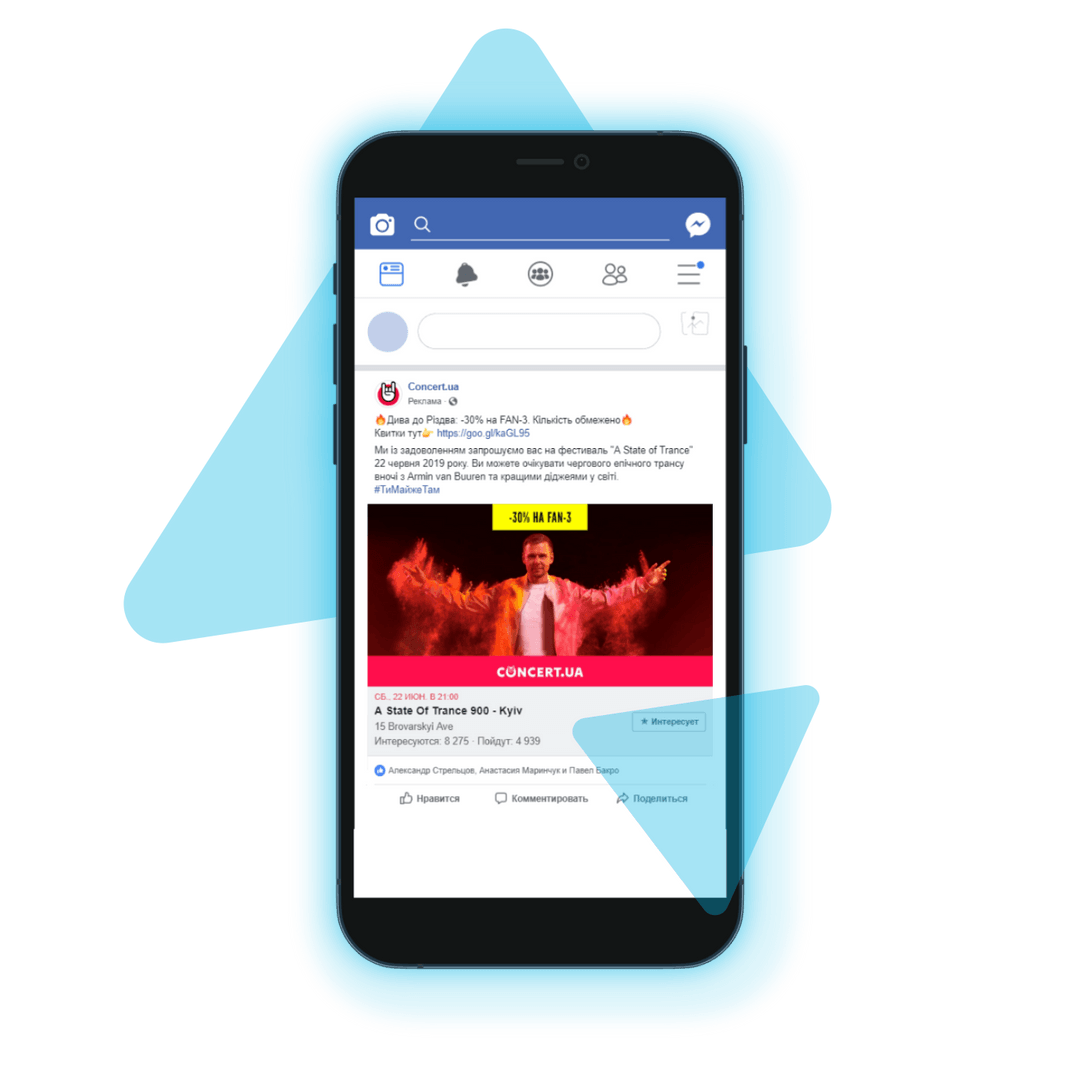 Concert.ua
Реклама ·
🔥Дива до Різдва: -30% на FAN-3. Кількість обмежено🔥
Квитки тут👉 https://goo.gl/kaGL95
Ми із задоволенням запрошуємо вас на фестиваль "A State of Trance"
22 червня 2019 року. Ви можете очікувати чергового епічного трансу
вночі з Armin van Buuren та кращими діджеями у світі.
#ТиМайжеТам
-30% НА FAN-3
CONCERT.UA
СБ., 22 ИЮН. В 21:00
A State Of Trance 900 - Kyiv
15 Brovarskyi Ave
★ Интересует
Интересуются: 8 275 · Пойдут: 4 939
Александр Стрельцов, Анастасия Маринчук и Павел Бакро
Нравится Комментировать Поделиться